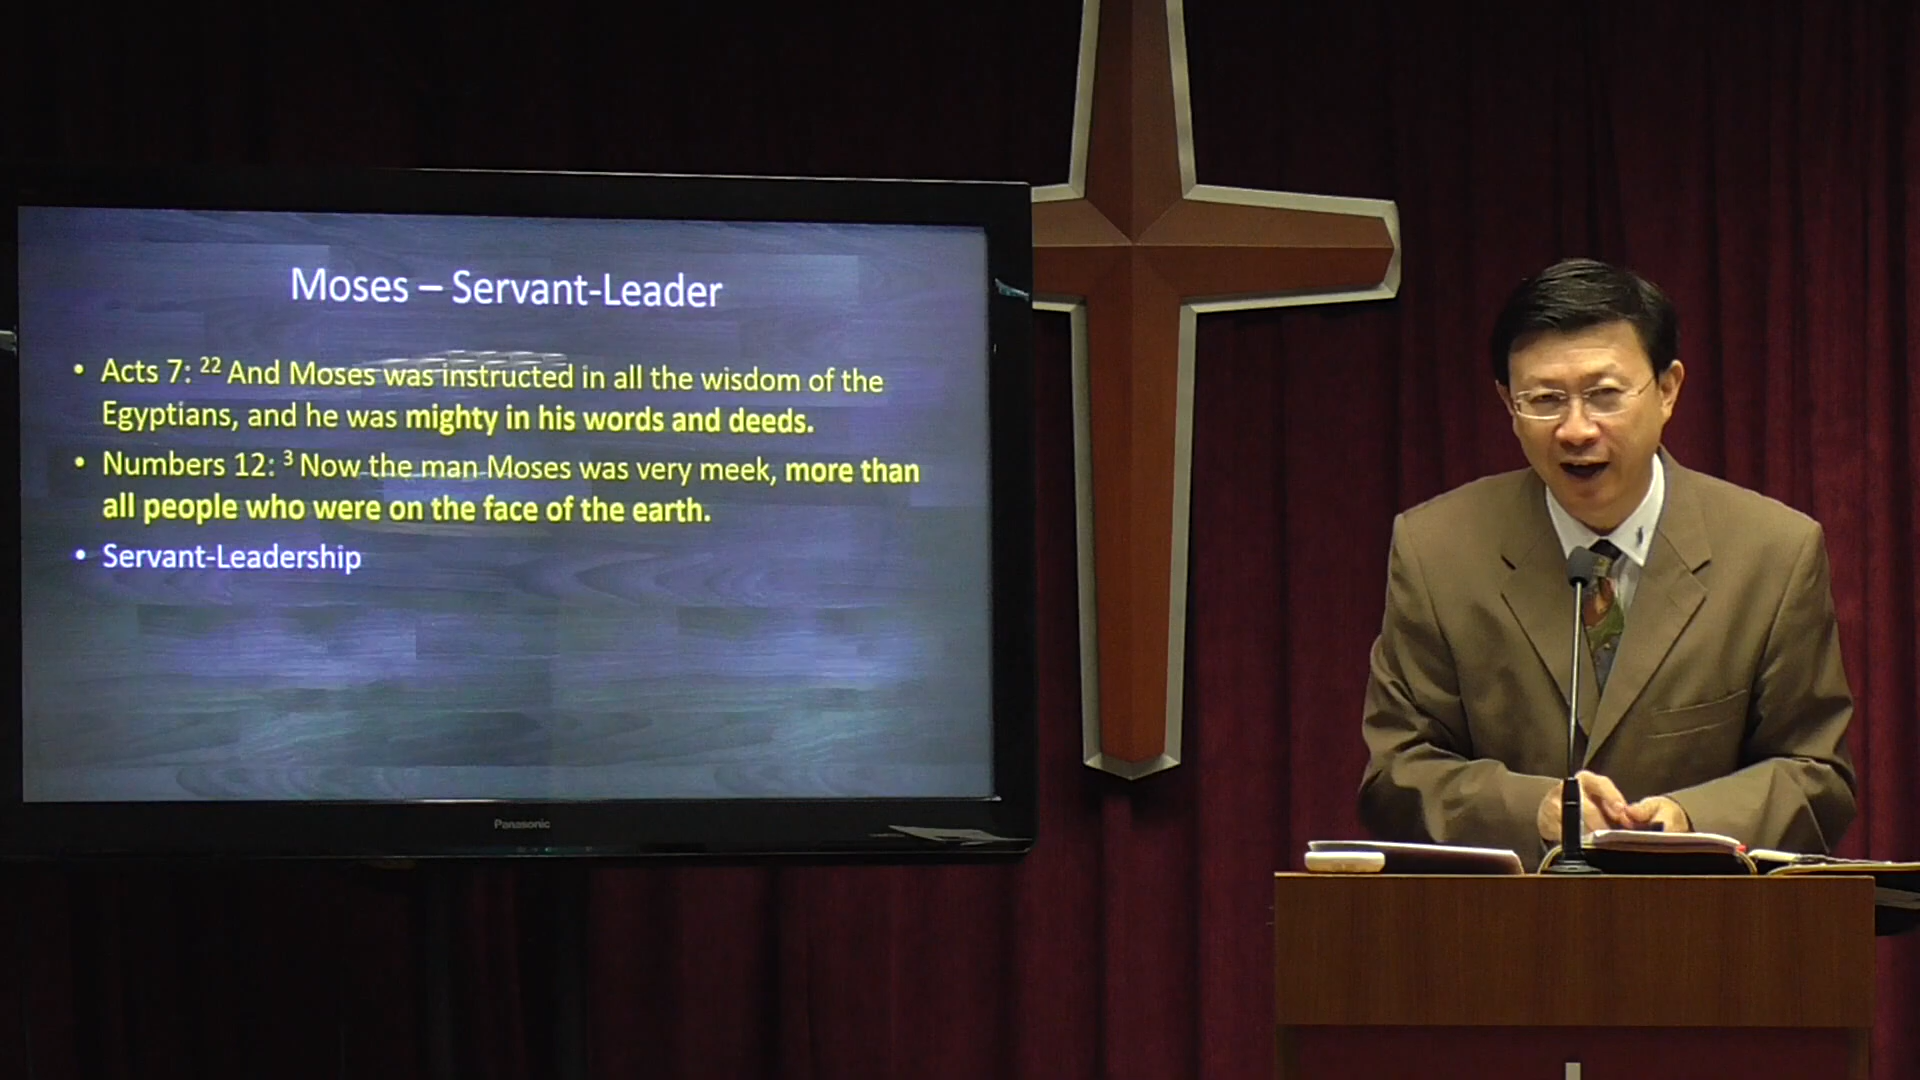 Moses – Servant-Leader
• Acts 7: ²² And Moses was instructed in all the wisdom of the
Egyptians, and he was mighty in his words and deeds.
• Numbers 12: ³ Now the man Moses was very meek, more than
all people who were on the face of the earth.
• Servant-Leadership
Panasonic